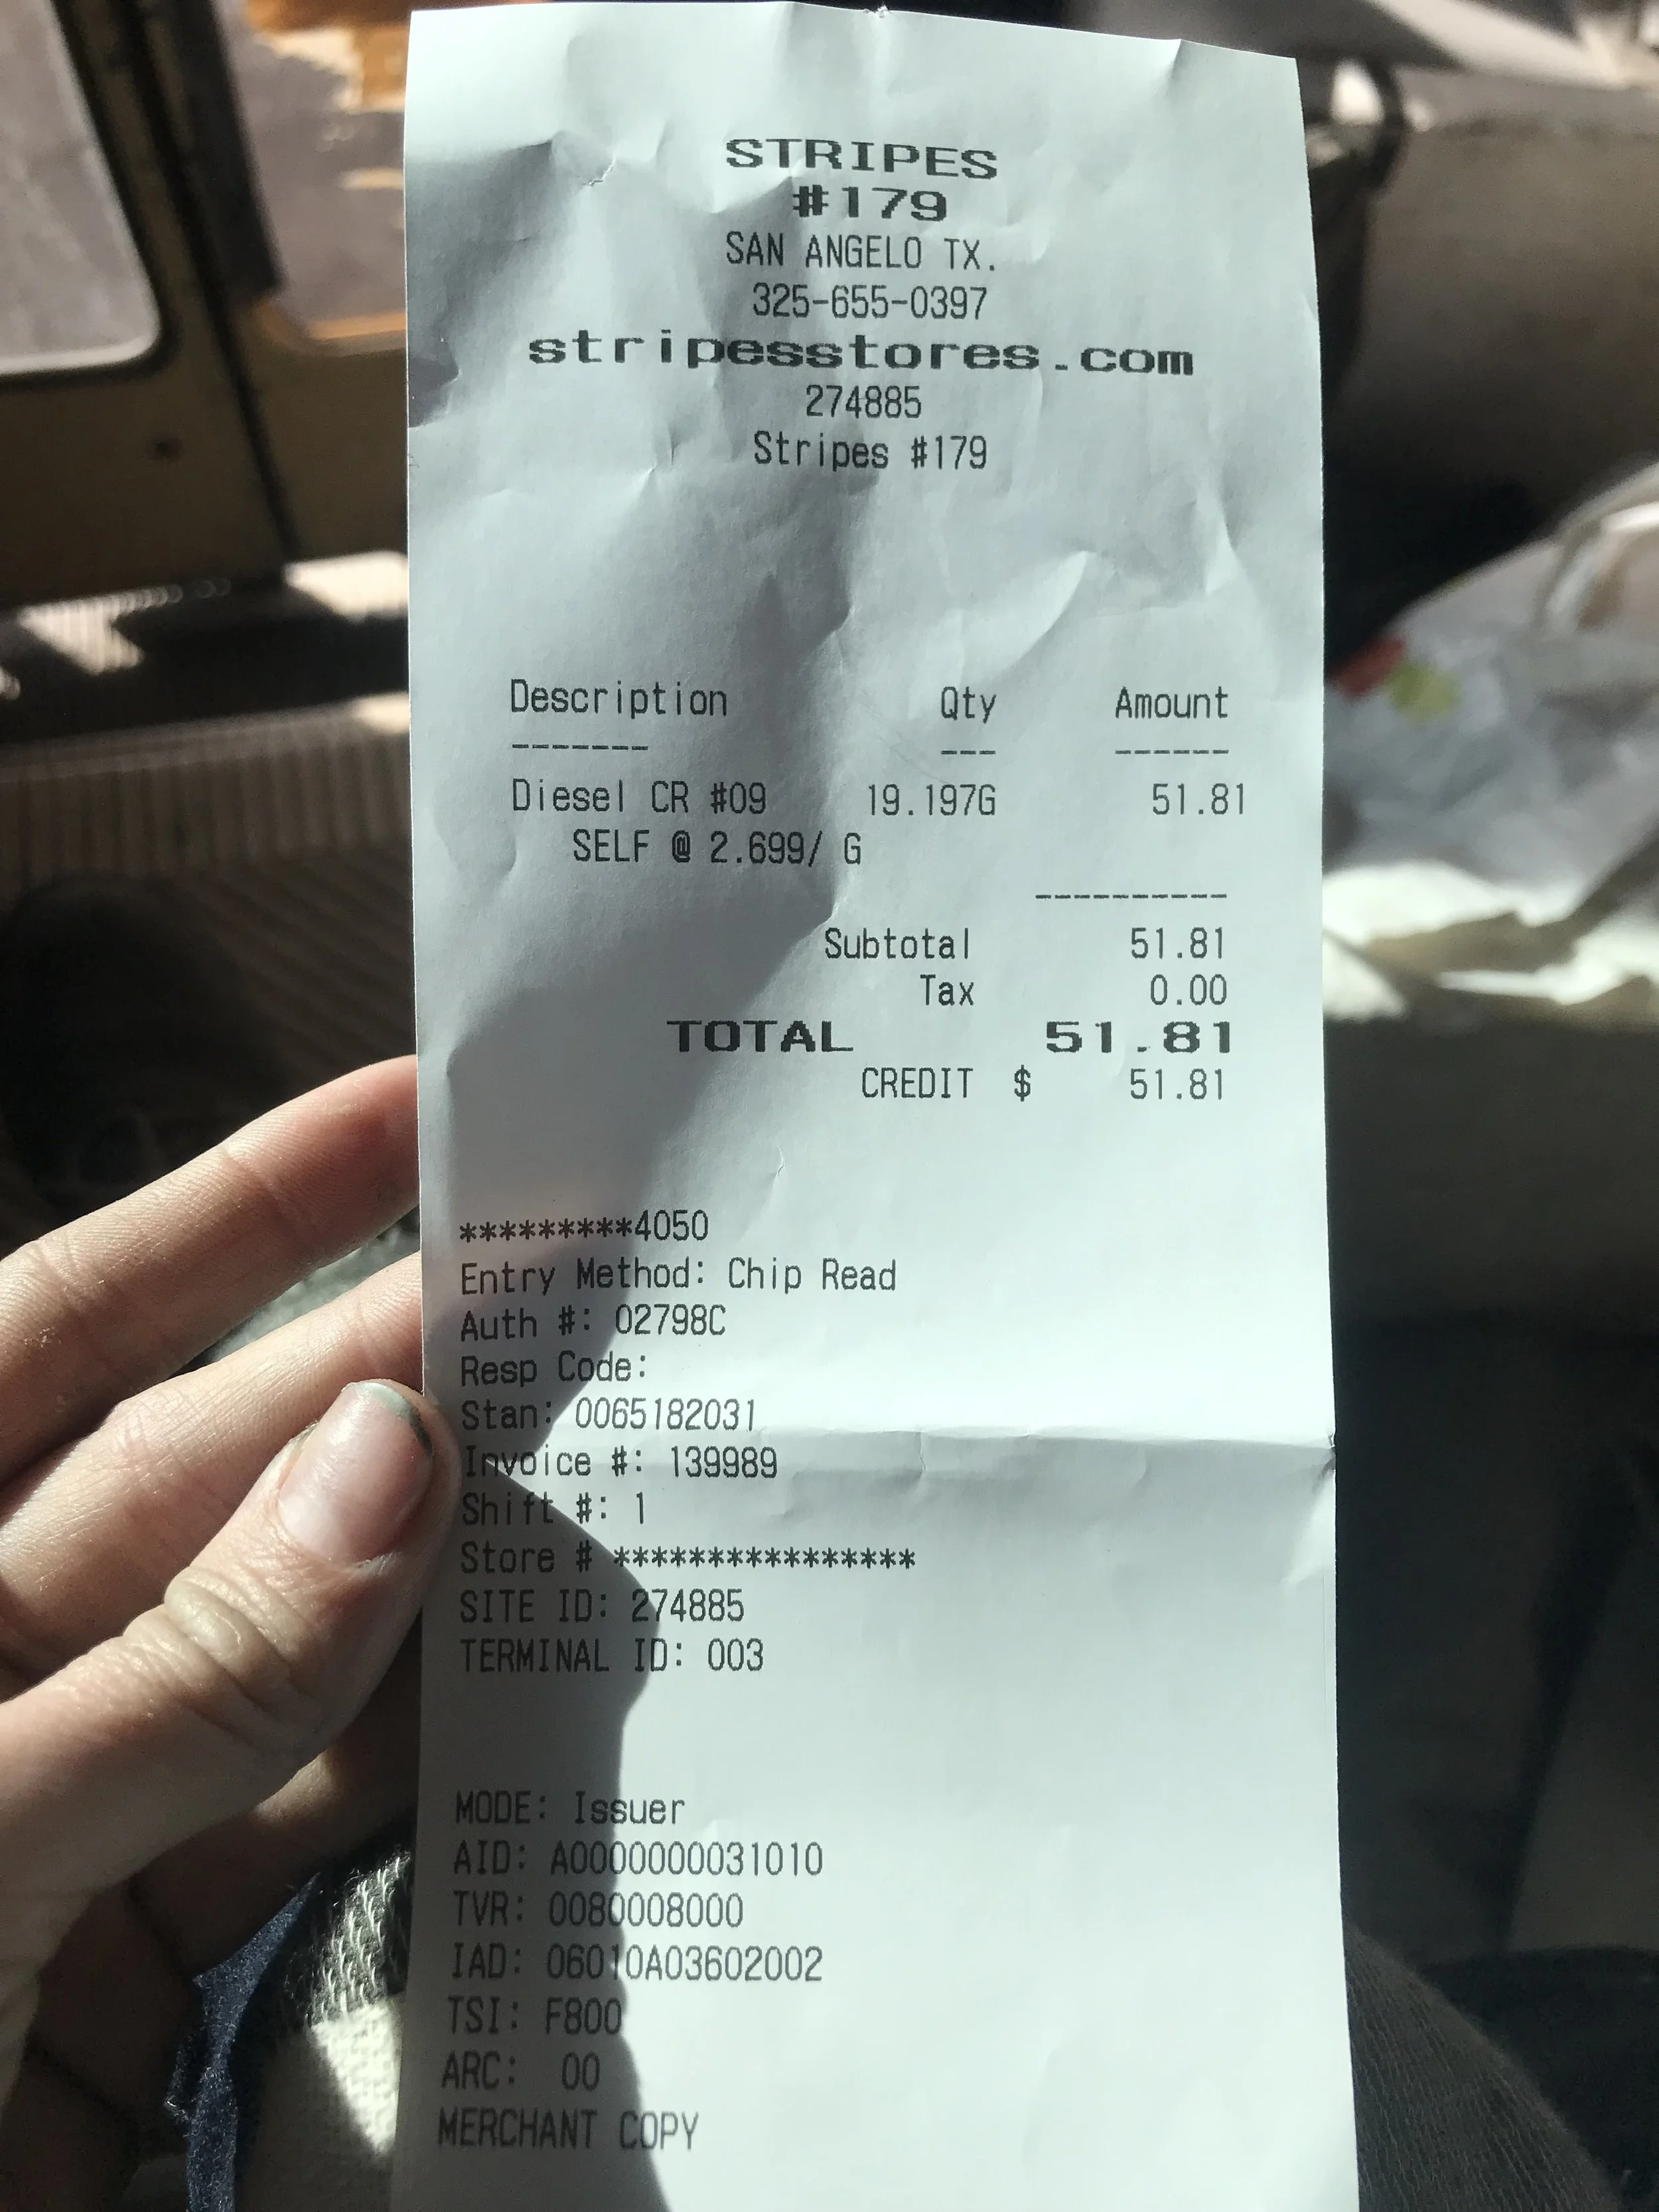 STRIPES
#179
SAN ANGELO TX.
325-655-0397
stripesstores.com
274885
Stripes #179
Description Qty Amount
------- --- ------
Diesel CR #09 19.197G 51.81
SELF @ 2.699/ G
----------
Subtotal 51.81
Tax 0.00
TOTAL 51.81
CREDIT $ 51.81
*********4050
Entry Method: Chip Read
Auth #: 02798C
Resp Code:
Stan: 0065182031
Invoice #: 139989
Shift #: 1
Store # ****************
SITE ID: 274885
TERMINAL ID: 003
MODE: Issuer
AID: A0000000031010
TVR: 0080008000
IAD: 06010A03602002
TSI: F800
ARC: 00
MERCHANT COPY